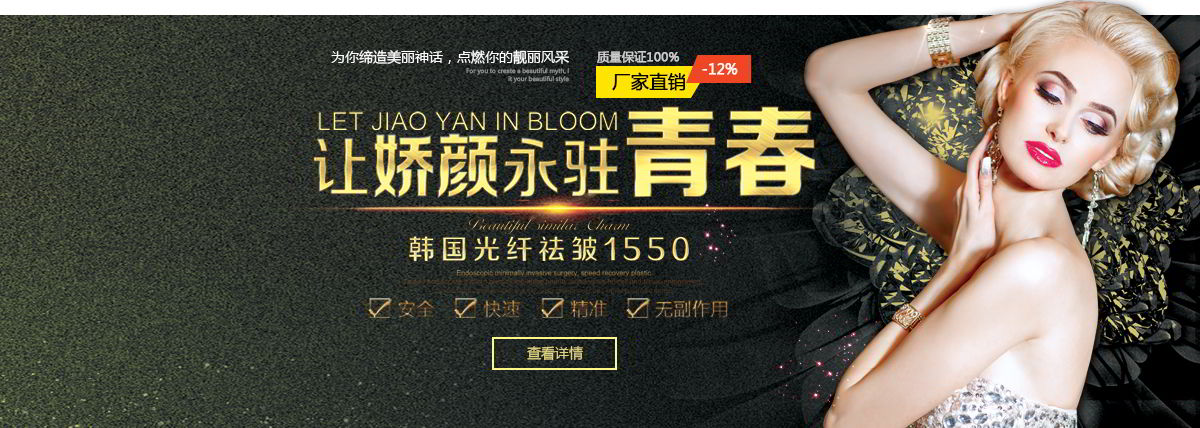 为你缔造美丽神话，点燃你的靓丽风采
For you to create a beautiful myth, l
it your beautiful style
质量保证100%
厂家直销
-12%
LET JIAO YAN IN BLOOM
让娇颜永驻青春
Beautiful similar Charm
韩国光纤祛皱1550
Endoscopic minimally invasive surgery, speed recovery plastic.
安全 快速 精准 无副作用
查看详情